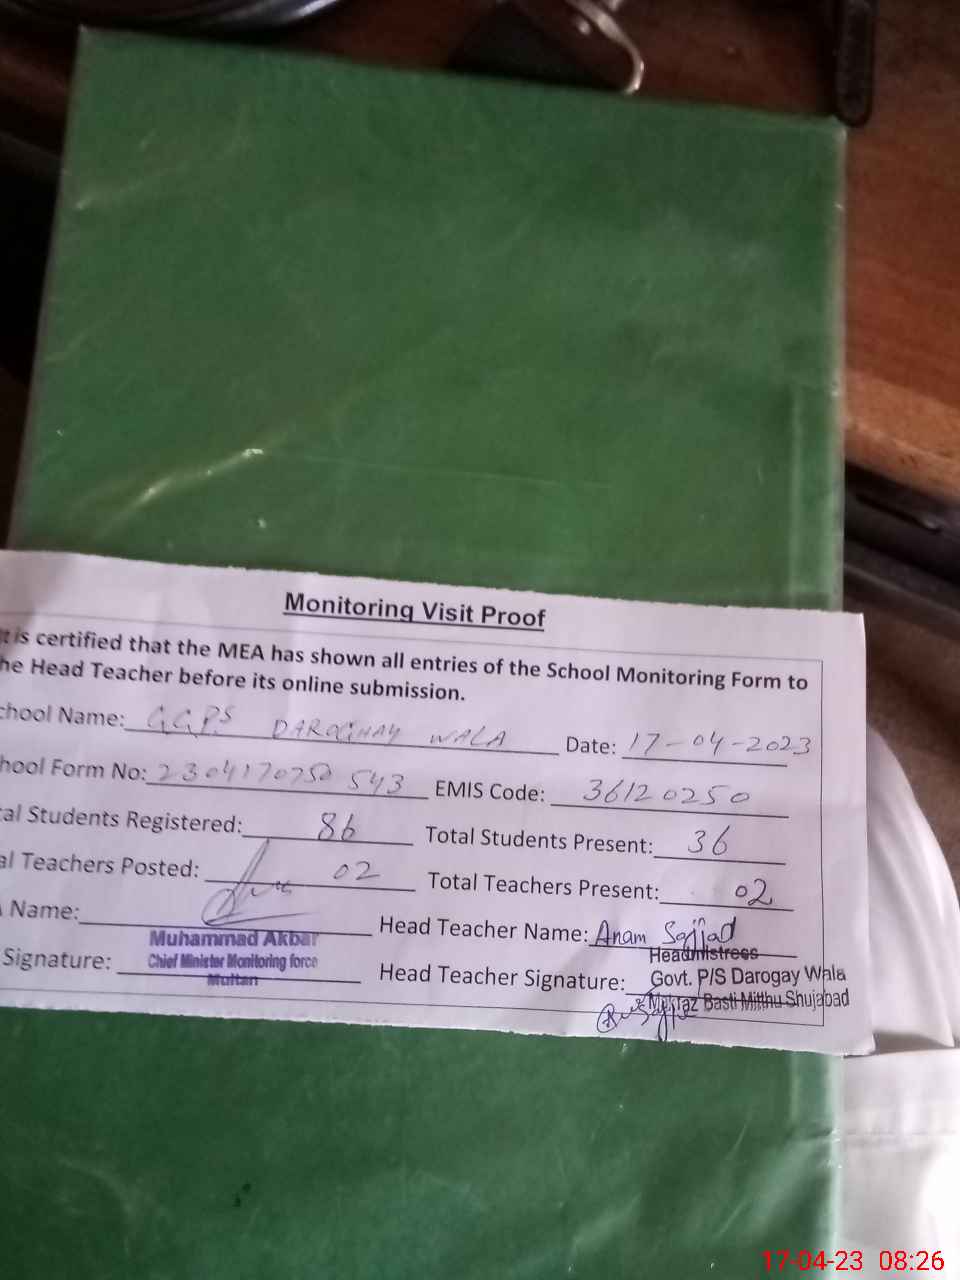 Monitoring Visit Proof
t is certified that the MEA has shown all entries of the School Monitoring Form to
he Head Teacher before its online submission.
chool Name: G.G.P.S DAROGHAY WALA Date: 17-04-2023
hool Form No: 2304170750543 EMIS Code: 36120250
al Students Registered: 86 Total Students Present: 36
al Teachers Posted: 02 Total Teachers Present: 02
Name: Head Teacher Name: Anam Sajjad
Muhammad Akbar
Chief Minister Monitoring force
Multan
Signature: Head Teacher Signature:
Headmistress
Govt. P/S Darogay Wala
Basti Mitthu Shujabad
17-04-23 08:26